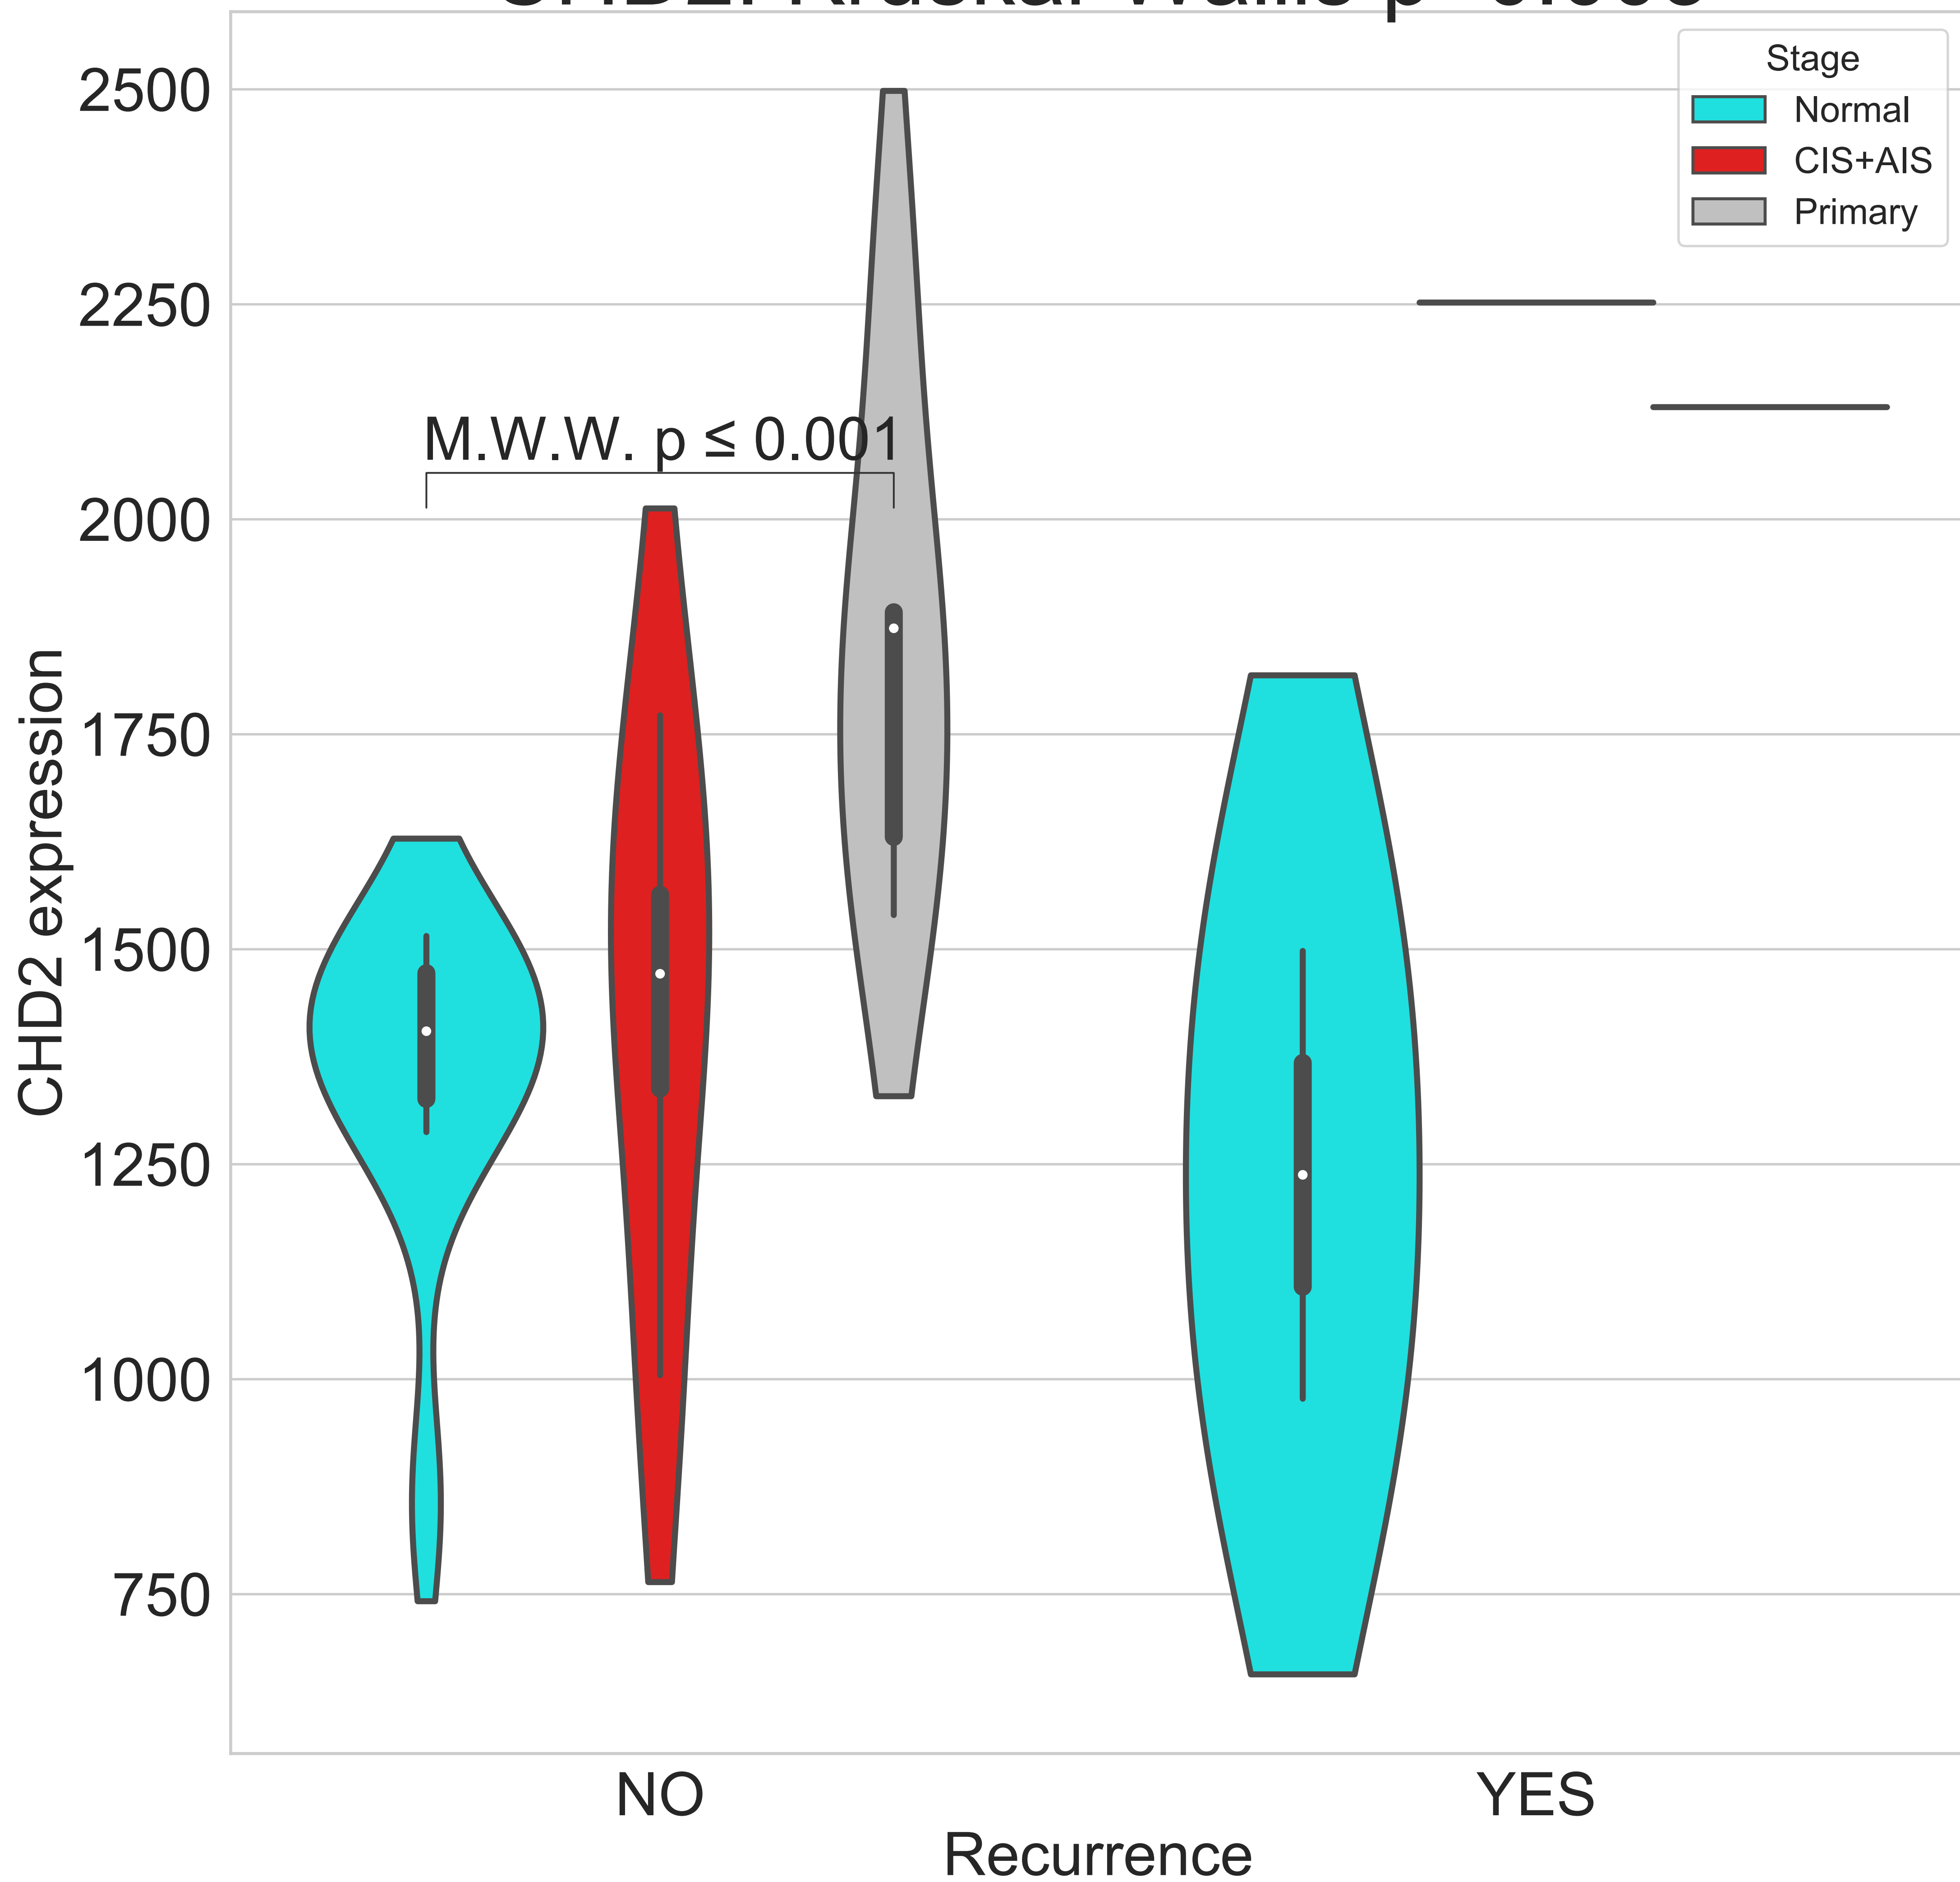 Stage
Normal
CIS+AIS
Primary
2500
2250
2000
1750
1500
1250
1000
750
M.W.W. p ≤ 0.001
CHD2 expression
NO
YES
Recurrence